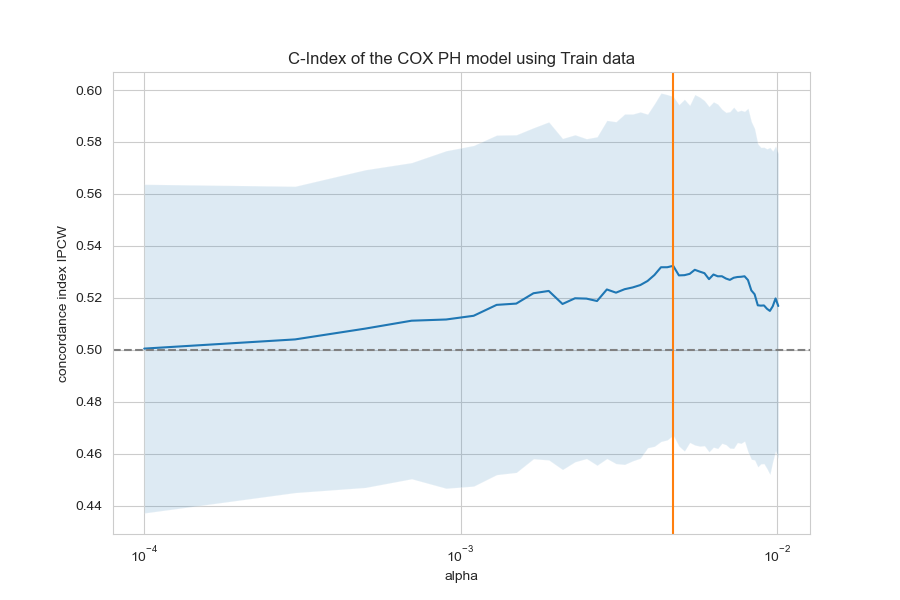 C-Index of the COX PH model using Train data
concordance index IPCW
0.60
0.58
0.56
0.54
0.52
0.50
0.48
0.46
0.44
10⁻⁴ 10⁻³ 10⁻²
alpha